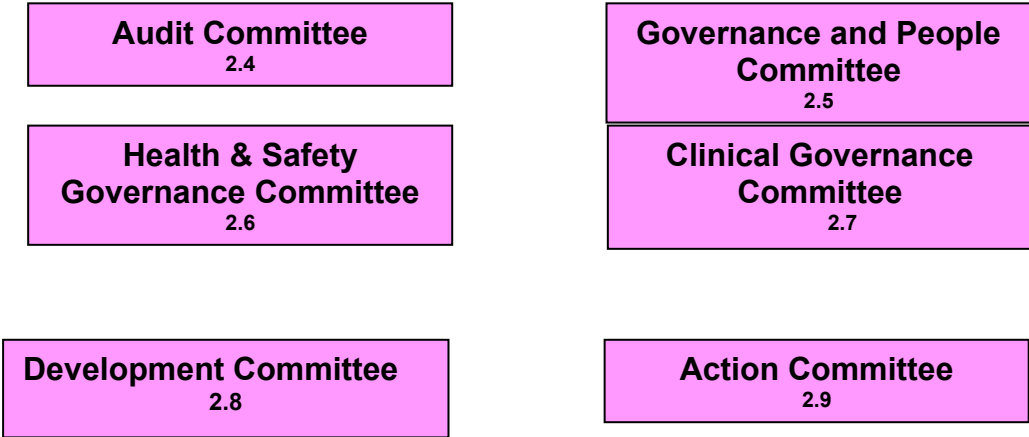 Audit Committee
2.4
Governance and People
Committee
2.5
Health & Safety
Governance Committee
2.6
Clinical Governance
Committee
2.7
Development Committee
2.8
Action Committee
2.9